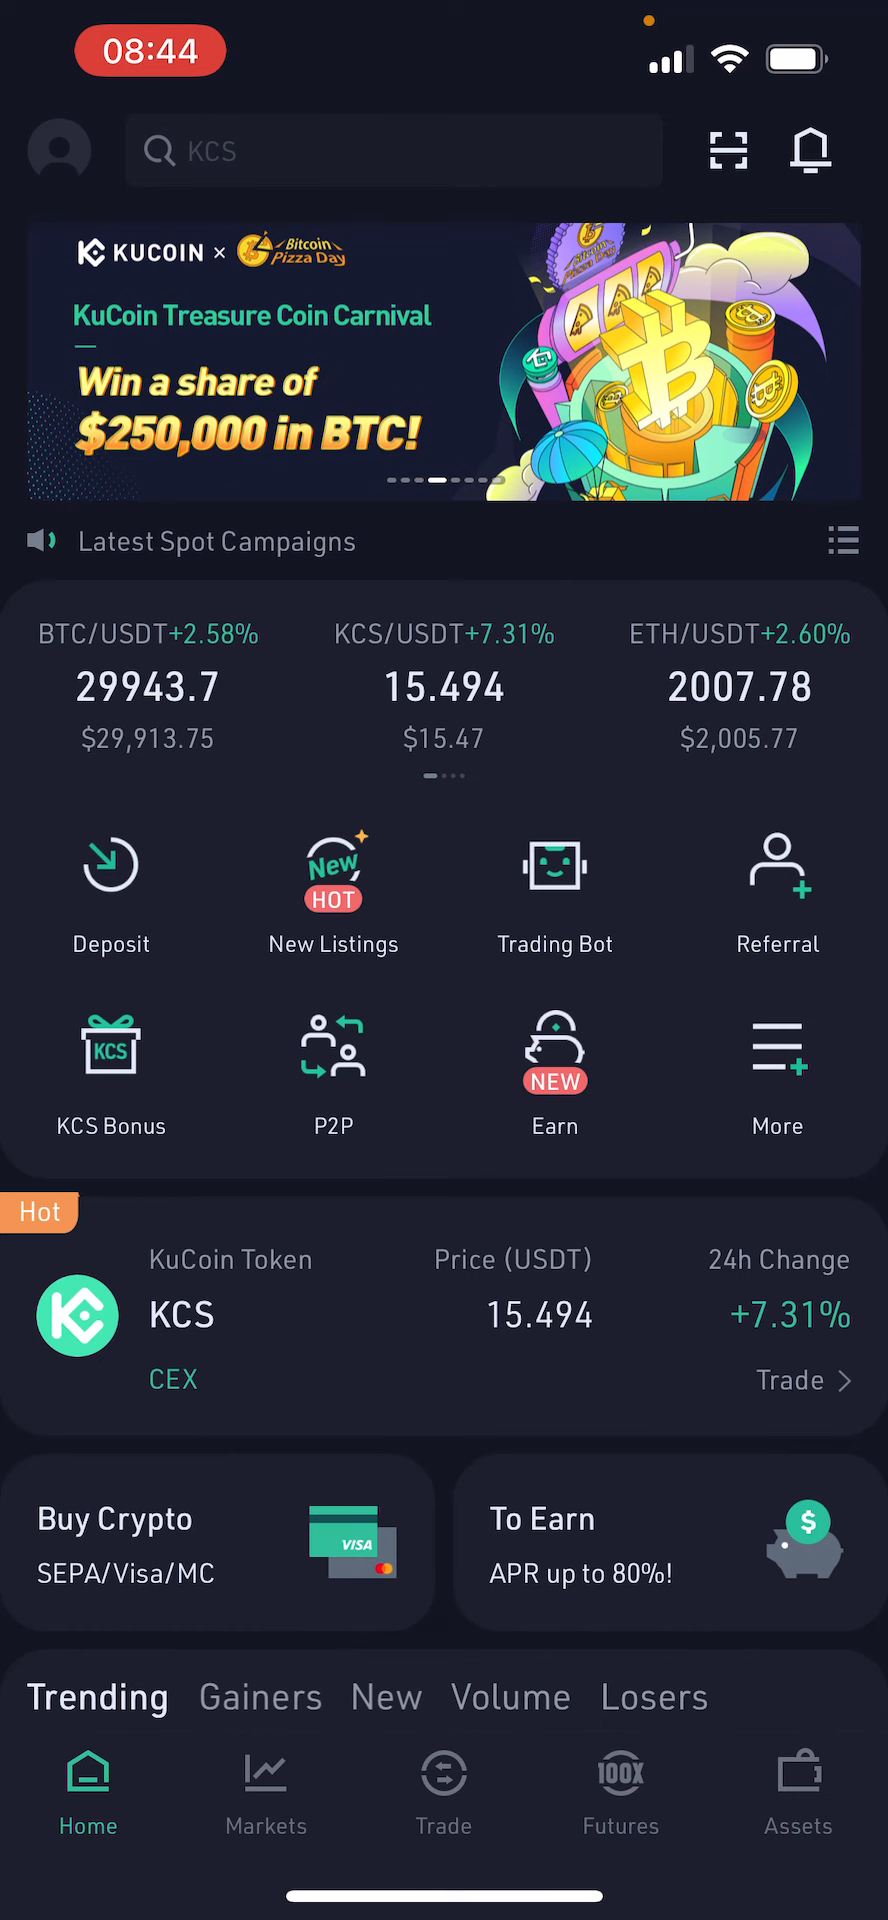 08:44
KCS
KUCOIN × Bitcoin Pizza Day
KuCoin Treasure Coin Carnival
Win a share of
$250,000 in BTC!
Bitcoin
Pizza Day
Latest Spot Campaigns
BTC/USDT+2.58% KCS/USDT+7.31% ETH/USDT+2.60%
29943.7 15.494 2007.78
$29,913.75 $15.47 $2,005.77
New
HOT
Deposit New Listings Trading Bot Referral
KCS
NEW
KCS Bonus P2P Earn More
Hot
KuCoin Token Price (USDT) 24h Change
KCS 15.494 +7.31%
CEX Trade
Buy Crypto
SEPA/Visa/MC
VISA
To Earn
APR up to 80%!
$
Trending Gainers New Volume Losers
100X
Home Markets Trade Futures Assets